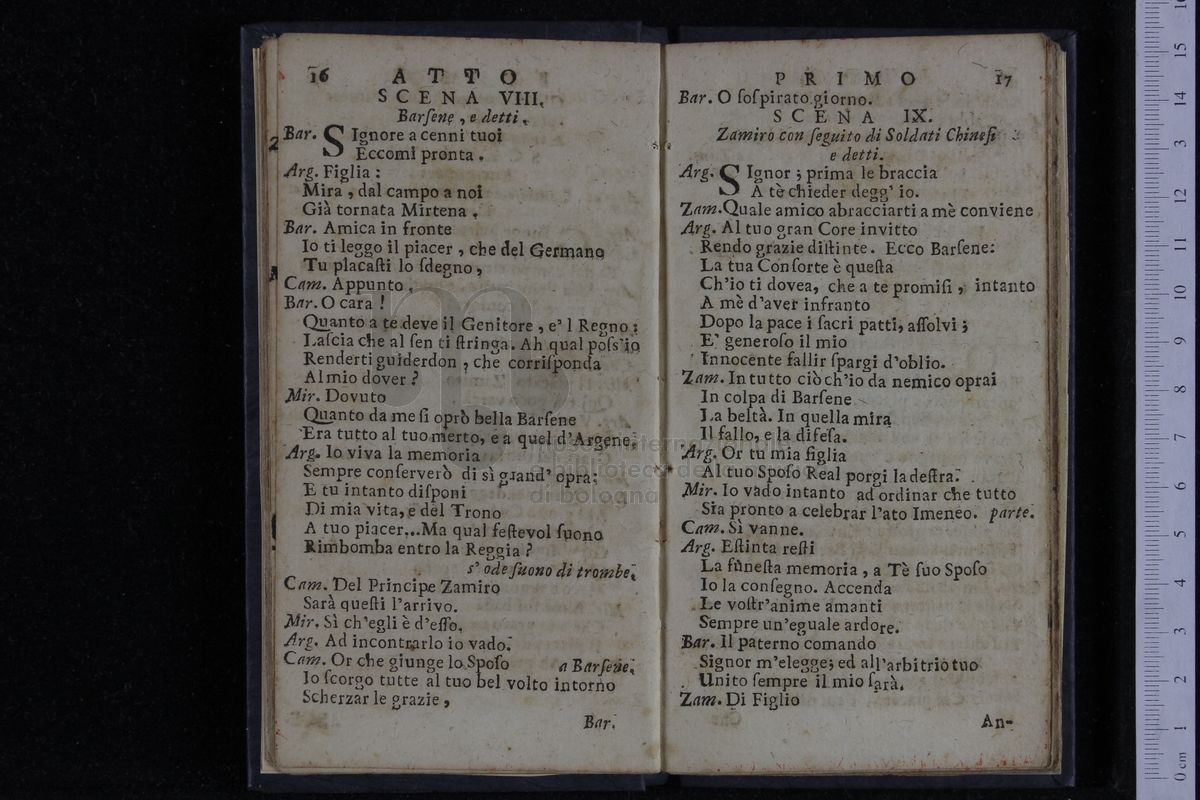 16 ATTO
SCENA VIII.
Barſene, e detti.
Bar. SIgnore a cenni tuoi
Eccomi pronta.
Arg. Figlia:
Mira, dal campo a noi
Già tornata Mirtena.
Bar. Amica in fronte
Io ti leggo il piacer, che del Germano
Tu placaſti lo ſdegno,
Cam. Appunto.
Bar. O cara!
Quanto a te deve il Genitore, e'l Regno:
Laſcia che al ſen ti ſtringa. Ah qual poſs'io
Renderti guiderdon, che corriſponda
Al mio dover?
Mir. Dovuto
Quanto da me ſi oprò bella Barſene
Era tutto al tuo merto, e a quel d'Argene.
Arg. Io viva la memoria
Sempre conſerverò di sì grand' opra:
E tu intanto diſponi
Di mia vita, e del Trono
A tuo piacer... Ma qual feſtevol ſuono
Rimbomba entro la Reggia?
s' ode ſuono di trombe.
Cam. Del Principe Zamiro
Sarà queſti l'arrivo.
Mir. Sì ch'egli è d'eſſo.
Arg. Ad incontrarlo io vado.
Cam. Or che giunge lo Spoſo a Barſene.
Io ſcorgo tutte al tuo bel volto intorno
Scherzar le grazie,
Bar.
PRIMO 17
Bar. O ſoſpirato giorno.
SCENA IX.
Zamiro con ſeguito di Soldati Chineſi
e detti.
Arg. SIgnor; prima le braccia
A tè chieder degg' io.
Zam. Quale amico abracciarti a mè conviene
Arg. Al tuo gran Core invitto
Rendo grazie diſtinte. Ecco Barſene:
La tua Conſorte è queſta
Ch'io ti dovea, che a te promiſi, intanto
A mè d'aver infranto
Dopo la pace i ſacri patti, aſſolvi;
E' generoſo il mio
Innocente fallir ſpargi d'oblio.
Zam. In tutto ciò ch'io da nemico oprai
In colpa di Barſene
La beltà. In quella mira
Il fallo, e la difeſa.
Arg. Or tu mia figlia
Al tuo Spoſo Real porgi la deſtra.
Mir. Io vado intanto ad ordinar che tutto
Sia pronto a celebrar l'ato Imeneo. parte.
Cam. Sì vanne.
Arg. Eſtinta reſti
La funeſta memoria, a Tè ſuo Spoſo
Io la conſegno. Accenda
Le voſtr'anime amanti
Sempre un'eguale ardore.
Bar. Il paterno comando
Signor m'elegge; ed all'arbitrio tuo
Unito ſempre il mio ſarà.
Zam. Di Figlio
An-